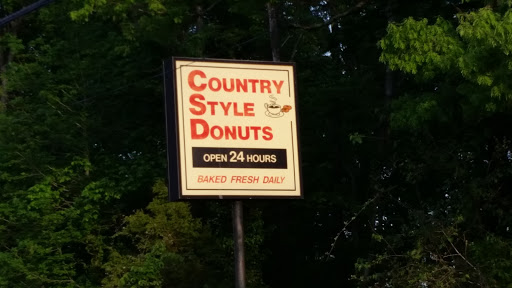 COUNTRY
STYLE
DONUTS
OPEN 24 HOURS
BAKED FRESH DAILY